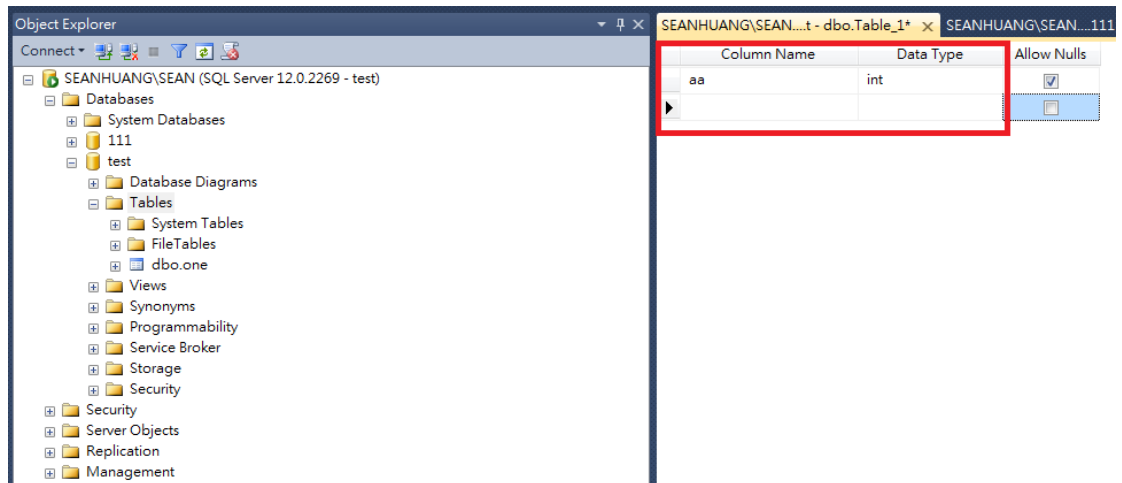 Object Explorer
Connect
SEANHUANG\SEAN (SQL Server 12.0.2269 - test)
Databases
System Databases
111
test
Database Diagrams
Tables
System Tables
FileTables
dbo.one
Views
Synonyms
Programmability
Service Broker
Storage
Security
Security
Server Objects
Replication
Management
SEANHUANG\SEAN....t - dbo.Table_1* SEANHUANG\SEAN....111
Column Name Data Type Allow Nulls
aa int